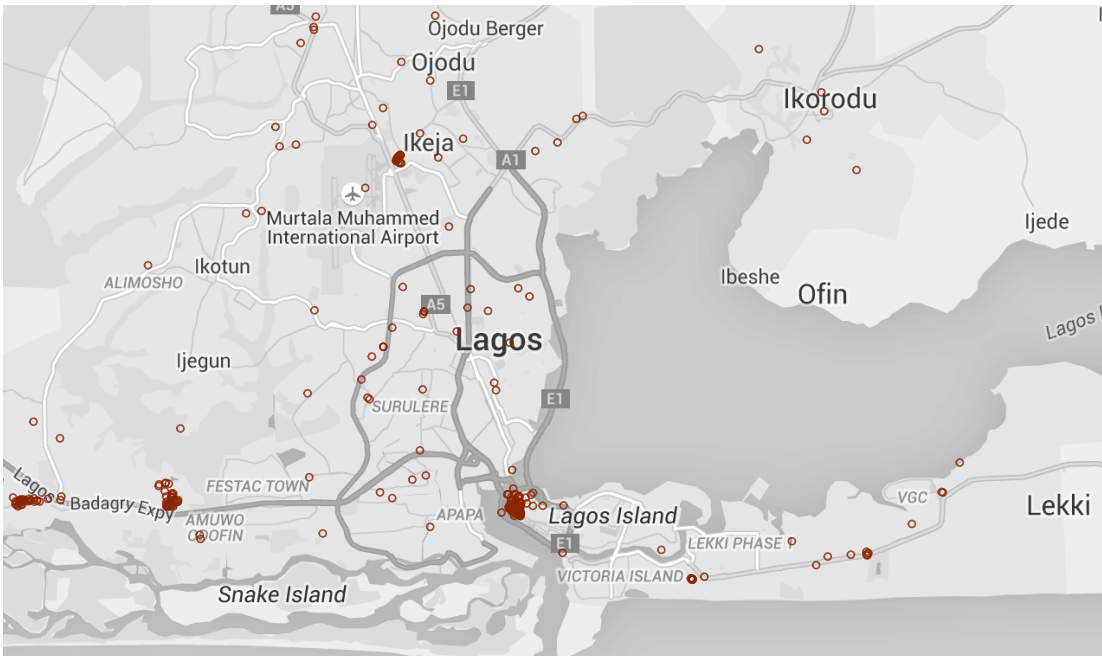 A5
Ojodu Berger
Ojodu
E1
Ikorodu
Ikeja
A1
Murtala Muhammed
International Airport
Ijede
Ikotun
Ibeshe
ALIMOSHO
Ofin
A5
Lagos
Lagos
Ijegun
E1
SURULERE
Lagos
Badagry Expy
FESTAC TOWN
VGC
Lekki
AMUWO
ODOFIN
APAPA
Lagos Island
E1
LEKKI PHASE 1
VICTORIA ISLAND
Snake Island